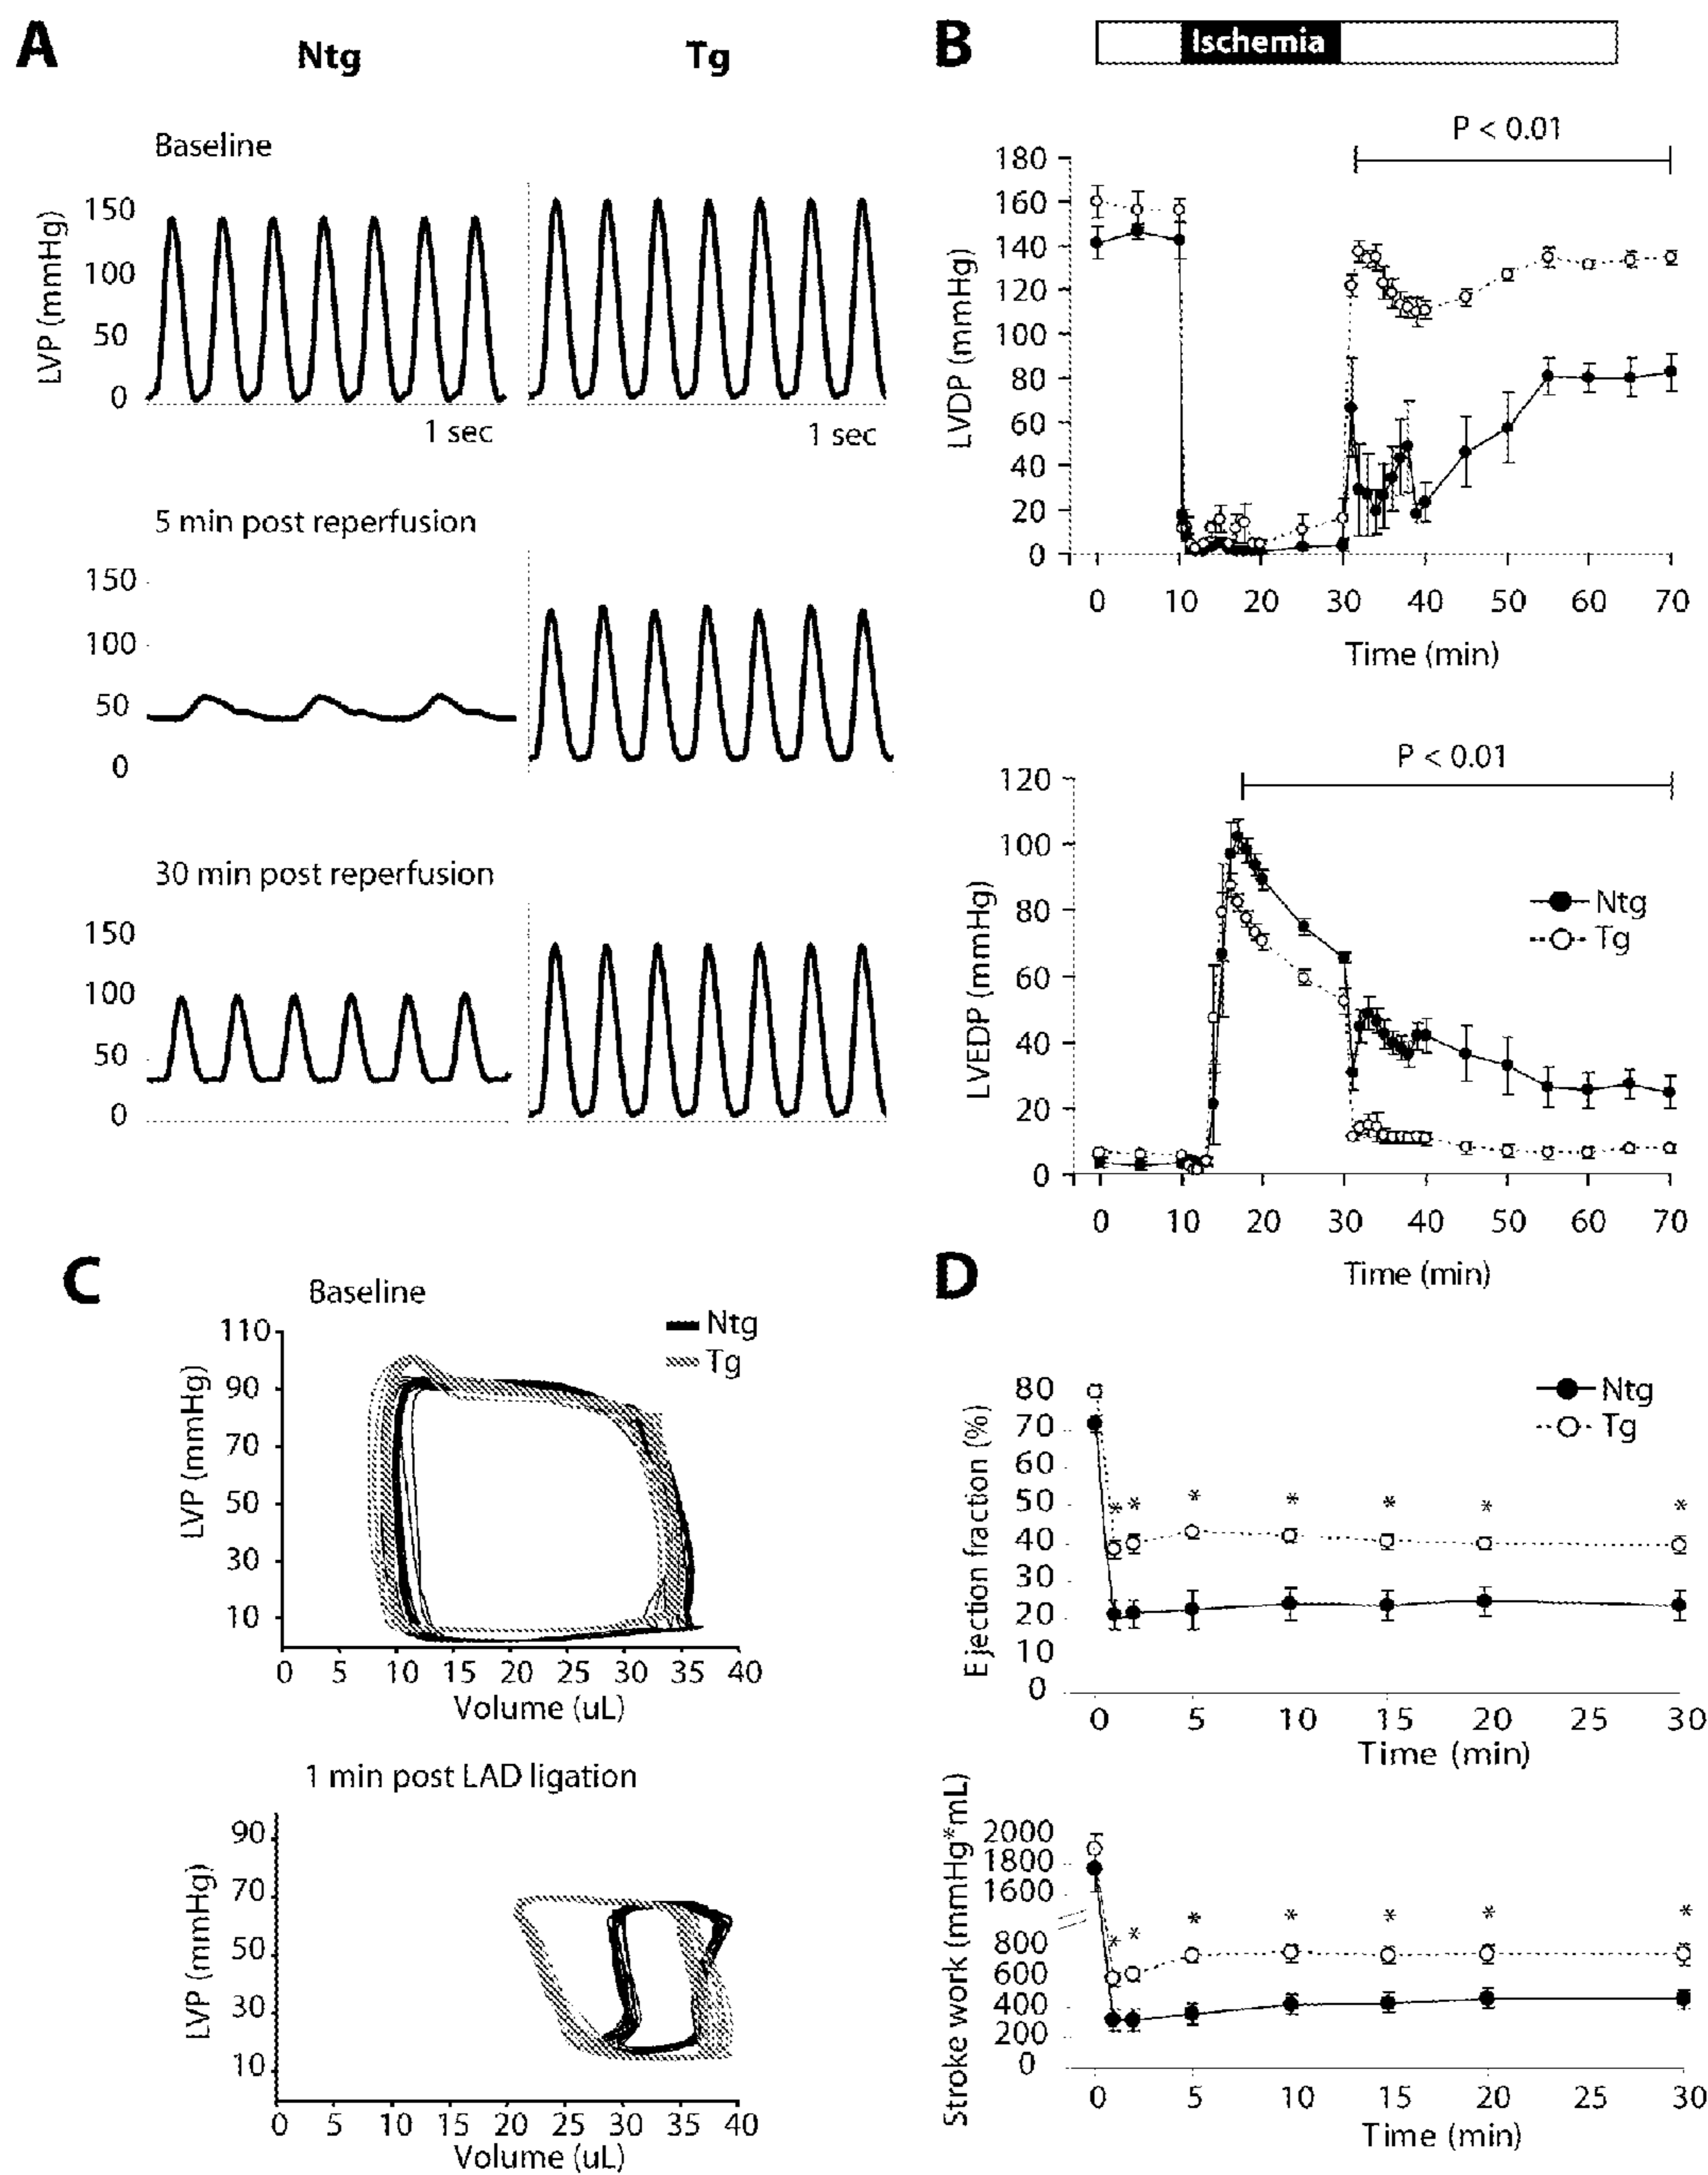 A
Ntg
Tg
Baseline
LVP (mmHg)
150
100
50
0
1 sec
1 sec
5 min post reperfusion
150
100
50
0
30 min post reperfusion
150
100
50
0
B
Ischemia
P < 0.01
LVDP (mmHg)
180
160
140
120
100
80
60
40
20
0
0 10 20 30 40 50 60 70
Time (min)
P < 0.01
LVEDP (mmHg)
120
100
80
60
40
20
0
Ntg
Tg
0 10 20 30 40 50 60 70
Time (min)
C
Baseline
Ntg
Tg
LVP (mmHg)
110
90
70
50
30
10
0 5 10 15 20 25 30 35 40
Volume (uL)
1 min post LAD ligation
LVP (mmHg)
90
70
50
30
10
0 5 10 15 20 25 30 35 40
Volume (uL)
D
Ntg
Tg
Ejection fraction (%)
80
70
60
50
40
30
20
10
0
* * * * * * *
0 5 10 15 20 25 30
Time (min)
Stroke work (mmHg*mL)
2000
1800
1600
800
600
400
200
0
* * * * * * *
0 5 10 15 20 25 30
Time (min)